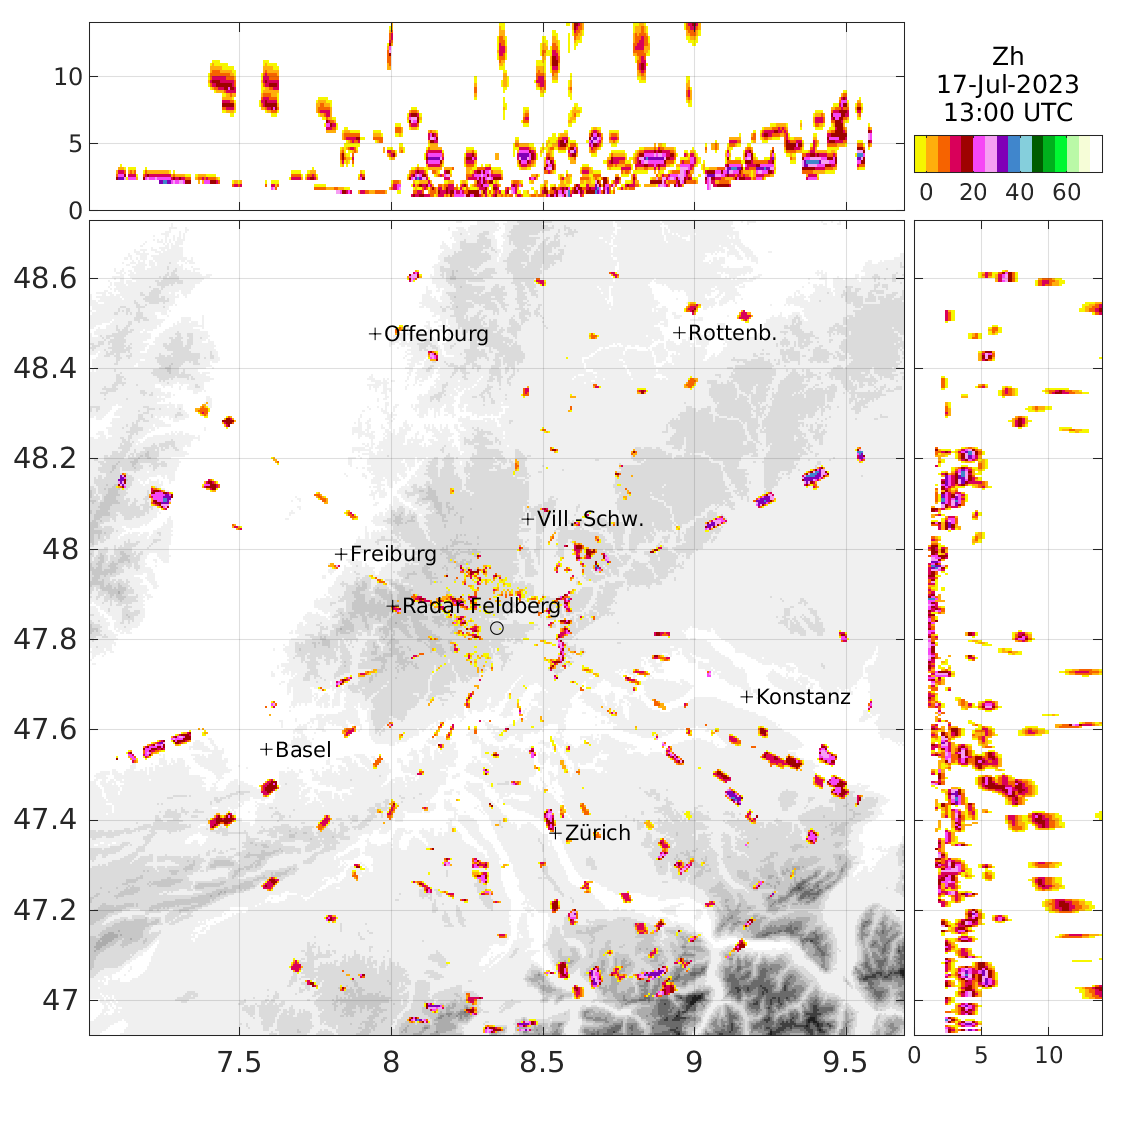 10
5
0
Zh
17-Jul-2023
13:00 UTC
0 20 40 60
48.6
48.4
48.2
48
47.8
47.6
47.4
47.2
47
+Offenburg
+Rottenb.
+Vill.-Schw.
+Freiburg
+Radar Feldberg
+Konstanz
+Basel
+Zürich
7.5 8 8.5 9 9.5
0 5 10